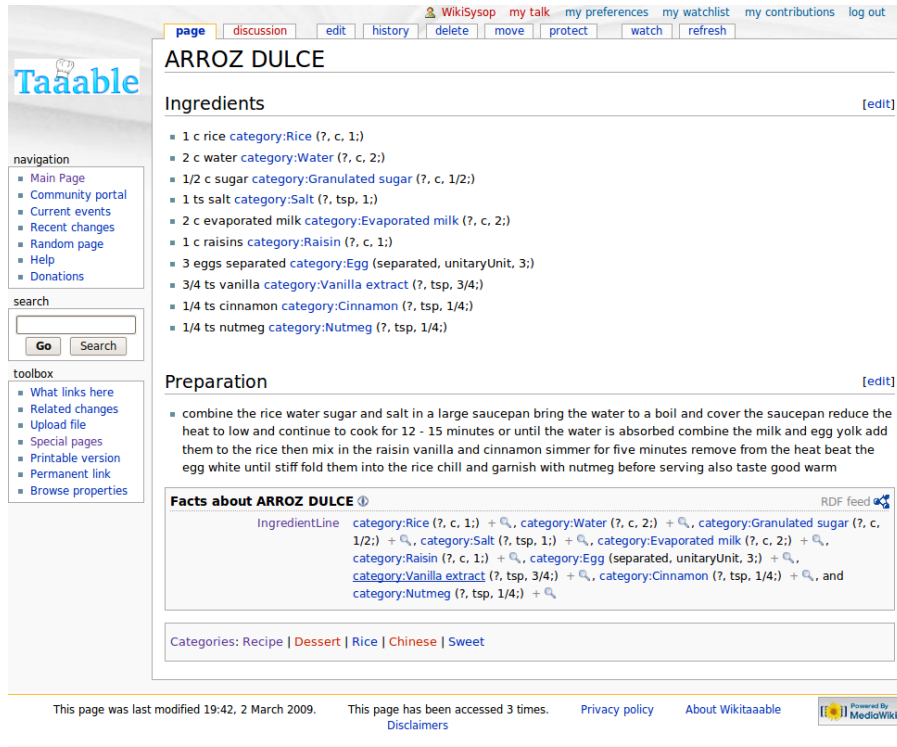 WikiSysop my talk my preferences my watchlist my contributions log out
page discussion edit history delete move protect watch refresh
Taaable
ARROZ DULCE
Ingredients [edit]
1 c rice category:Rice (?, c, 1;)
2 c water category:Water (?, c, 2;)
1/2 c sugar category:Granulated sugar (?, c, 1/2;)
1 ts salt category:Salt (?, tsp, 1;)
2 c evaporated milk category:Evaporated milk (?, c, 2;)
1 c raisins category:Raisin (?, c, 1;)
3 eggs separated category:Egg (separated, unitaryUnit, 3;)
3/4 ts vanilla category:Vanilla extract (?, tsp, 3/4;)
1/4 ts cinnamon category:Cinnamon (?, tsp, 1/4;)
1/4 ts nutmeg category:Nutmeg (?, tsp, 1/4;)
navigation
Main Page
Community portal
Current events
Recent changes
Random page
Help
Donations
search
Go Search
toolbox
What links here
Related changes
Upload file
Special pages
Printable version
Permanent link
Browse properties
Preparation [edit]
combine the rice water sugar and salt in a large saucepan bring the water to a boil and cover the saucepan reduce the
heat to low and continue to cook for 12 - 15 minutes or until the water is absorbed combine the milk and egg yolk add
them to the rice then mix in the raisin vanilla and cinnamon simmer for five minutes remove from the heat beat the
egg white until stiff fold them into the rice chill and garnish with nutmeg before serving also taste good warm
Facts about ARROZ DULCE RDF feed
IngredientLine category:Rice (?, c, 1;) + , category:Water (?, c, 2;) + , category:Granulated sugar (?, c,
1/2;) + , category:Salt (?, tsp, 1;) + , category:Evaporated milk (?, c, 2;) + ,
category:Raisin (?, c, 1;) + , category:Egg (separated, unitaryUnit, 3;) + ,
category:Vanilla extract (?, tsp, 3/4;) + , category:Cinnamon (?, tsp, 1/4;) + , and
category:Nutmeg (?, tsp, 1/4;) +
Categories: Recipe | Dessert | Rice | Chinese | Sweet
This page was last modified 19:42, 2 March 2009. This page has been accessed 3 times. Privacy policy About Wikitaaable
Disclaimers
Powered By
MediaWiki